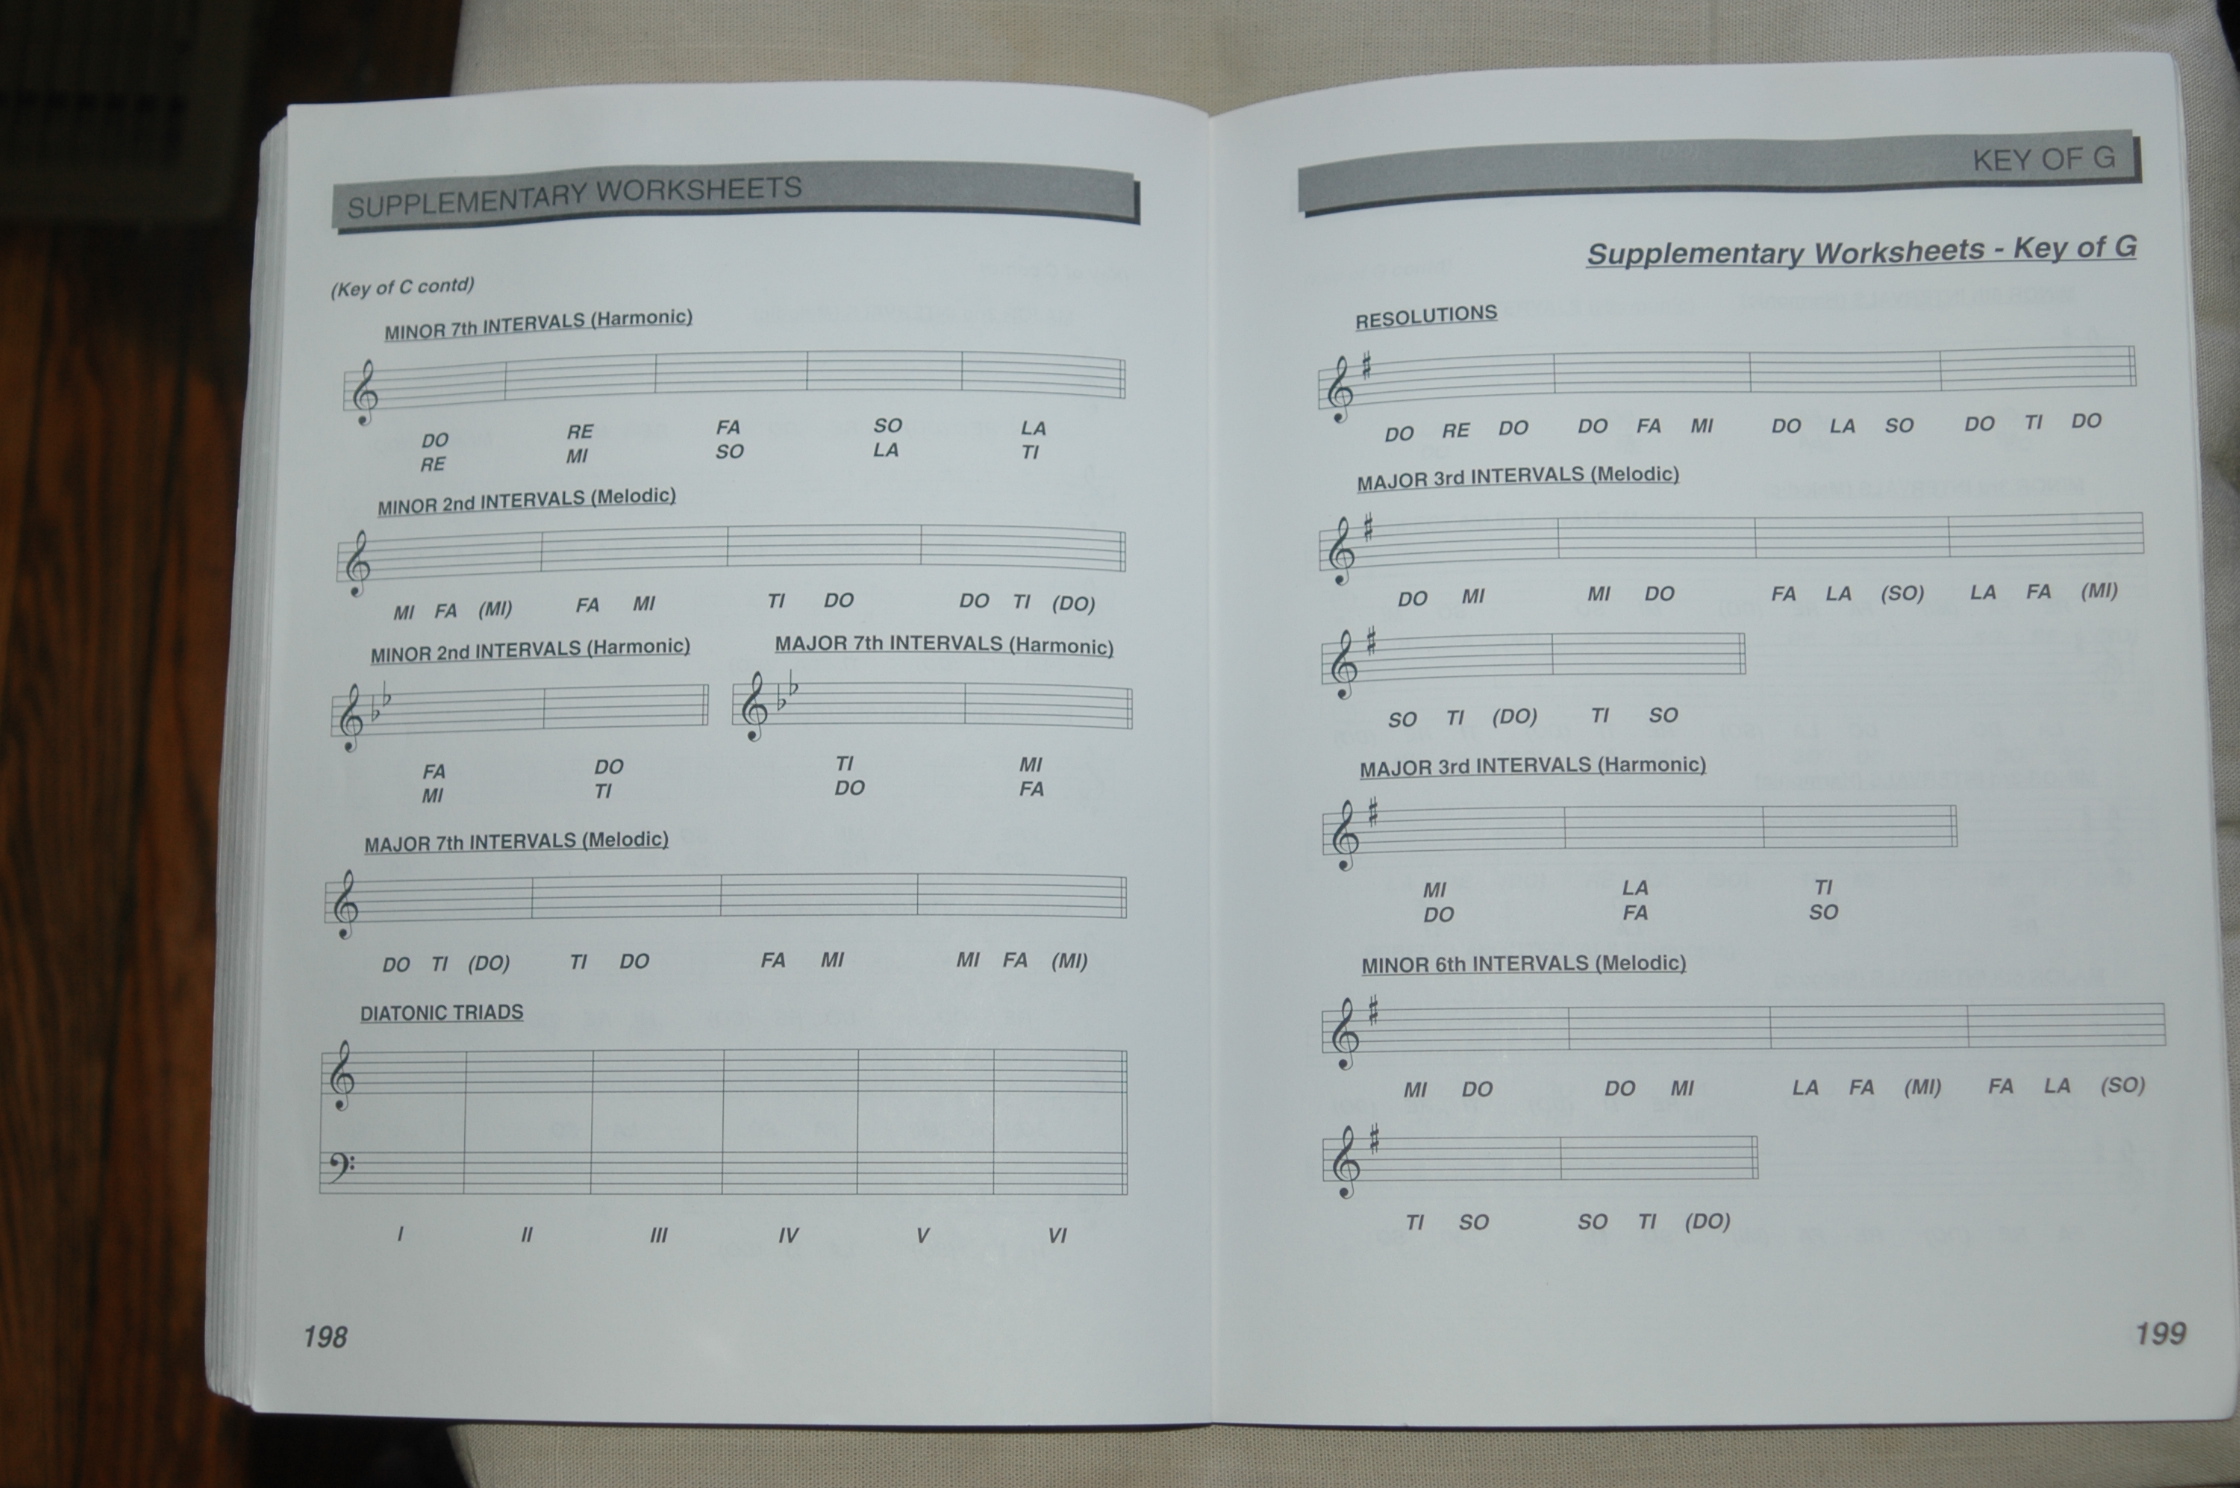 SUPPLEMENTARY WORKSHEETS
(Key of C contd)
MINOR 7th INTERVALS (Harmonic)
DO RE FA SO LA
RE MI SO LA TI
MINOR 2nd INTERVALS (Melodic)
MI FA (MI) FA MI TI DO DO TI (DO)
MINOR 2nd INTERVALS (Harmonic)
FA DO
MI TI
MAJOR 7th INTERVALS (Harmonic)
TI MI
DO FA
MAJOR 7th INTERVALS (Melodic)
DO TI (DO) TI DO FA MI MI FA (MI)
DIATONIC TRIADS
I II III IV V VI
198
KEY OF G
Supplementary Worksheets - Key of G
RESOLUTIONS
DO RE DO DO FA MI DO LA SO DO TI DO
MAJOR 3rd INTERVALS (Melodic)
DO MI MI DO FA LA (SO) LA FA (MI)
SO TI (DO) TI SO
MAJOR 3rd INTERVALS (Harmonic)
MI LA TI
DO FA SO
MINOR 6th INTERVALS (Melodic)
MI DO DO MI LA FA (MI) FA LA (SO)
TI SO SO TI (DO)
199